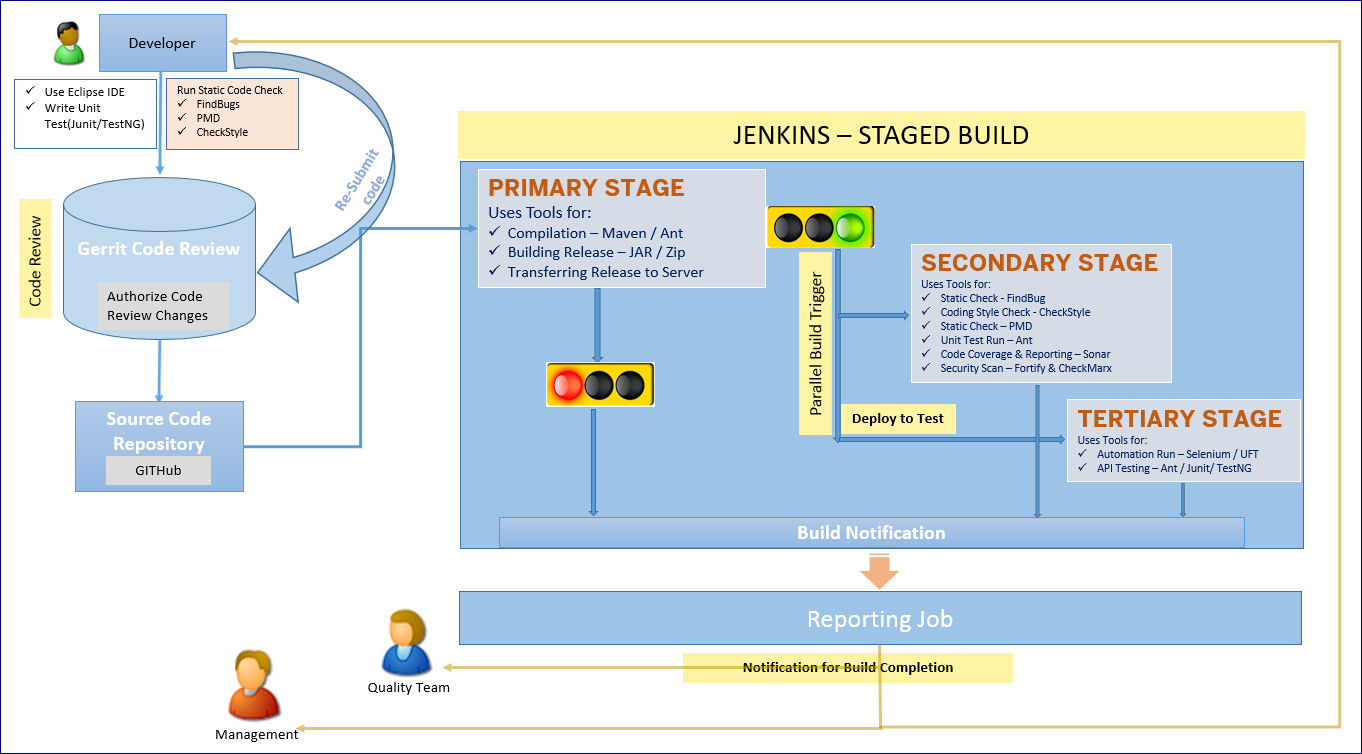 Developer
✓ Use Eclipse IDE
✓ Write Unit
Test(Junit/TestNG)
Run Static Code Check
✓ FindBugs
✓ PMD
✓ CheckStyle
Re-Submit
code
Code Review
Gerrit Code Review
Authorize Code
Review Changes
Source Code
Repository
GITHub
JENKINS – STAGED BUILD
PRIMARY STAGE
Uses Tools for:
✓ Compilation – Maven / Ant
✓ Building Release – JAR / Zip
✓ Transferring Release to Server
Parallel Build Trigger
SECONDARY STAGE
Uses Tools for:
✓ Static Check - FindBug
✓ Coding Style Check - CheckStyle
✓ Static Check – PMD
✓ Unit Test Run – Ant
✓ Code Coverage & Reporting – Sonar
✓ Security Scan – Fortify & CheckMarx
Deploy to Test
TERTIARY STAGE
Uses Tools for:
✓ Automation Run – Selenium / UFT
✓ API Testing – Ant / Junit/ TestNG
Build Notification
Reporting Job
Notification for Build Completion
Quality Team
Management